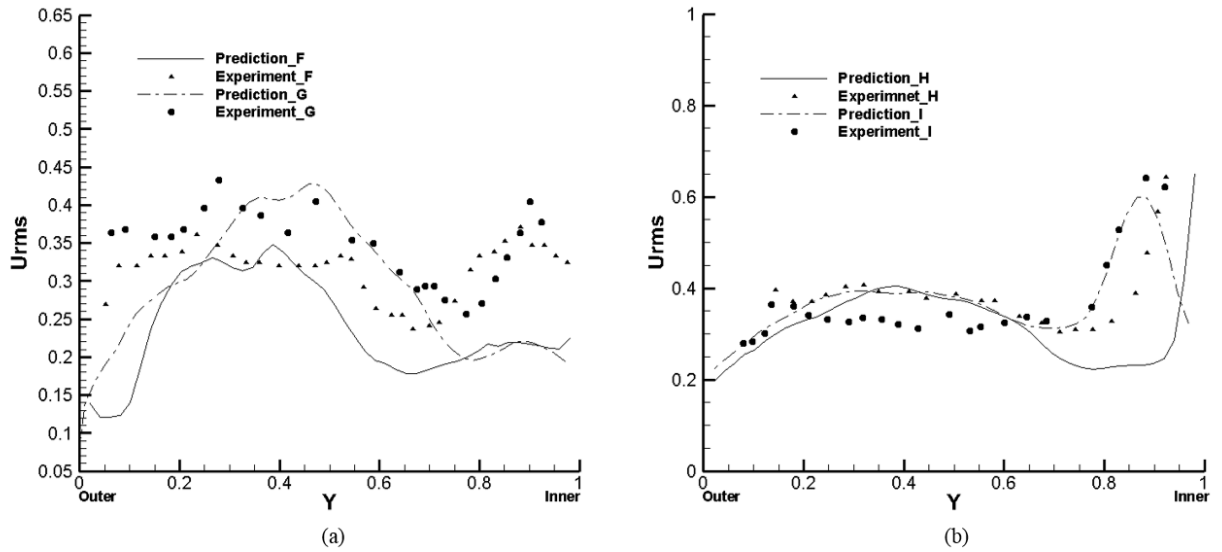 0.65
0.6
0.55
0.5
0.45
0.4
0.35
0.3
0.25
0.2
0.15
0.1
0.05
Urms
Prediction_F
Experiment_F
Prediction_G
Experiment_G
0 0.2 0.4 0.6 0.8 1
Outer Y Inner
(a)
1
0.8
0.6
0.4
0.2
0
Urms
Prediction_H
Experimnet_H
Prediction_I
Experiment_I
0 0.2 0.4 0.6 0.8 1
Outer Y Inner
(b)